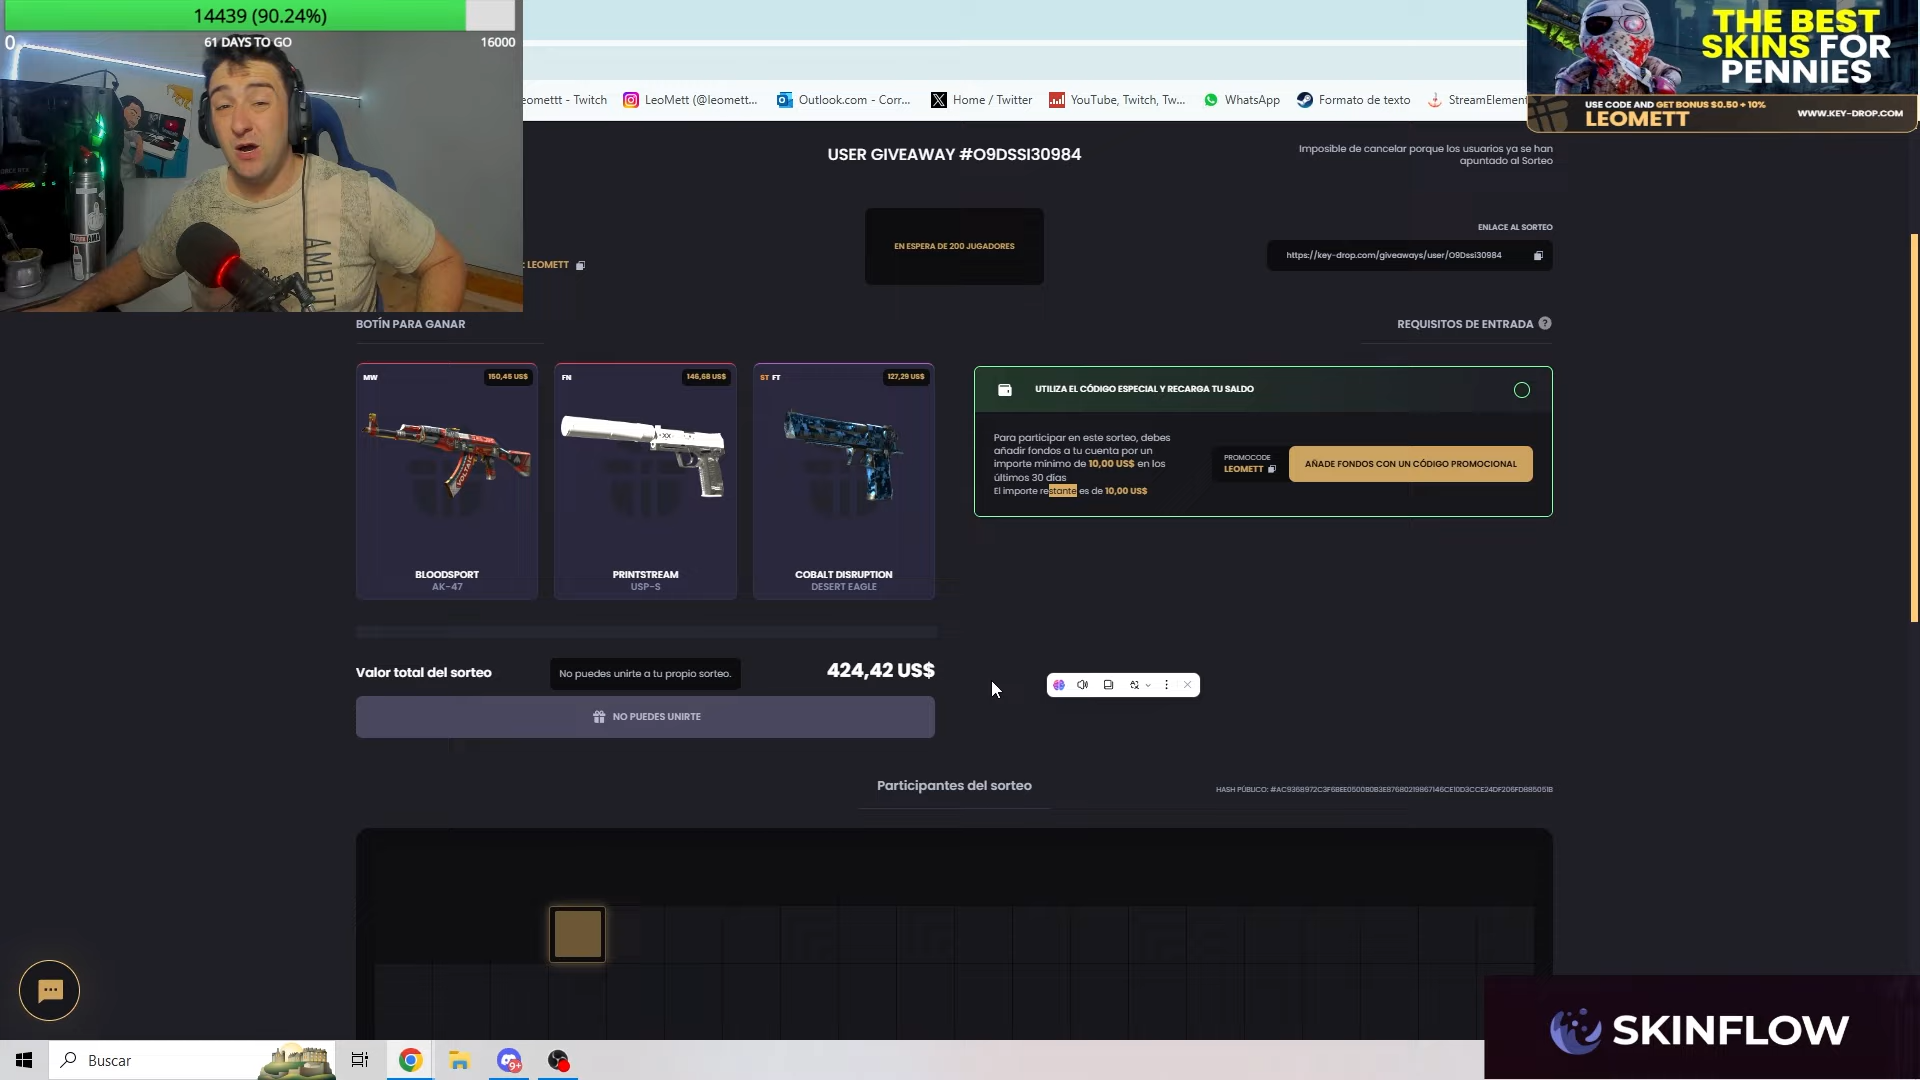 14439 (90.24%)
0
61 DAYS TO GO
16000
THE BEST
SKINS FOR
PENNIES
USE CODE AND GET BONUS $0.50 + 10%
LEOMETT
WWW.KEY-DROP.COM
eomettt - Twitch
LeoMett (@leomett...
Outlook.com - Corr...
Home / Twitter
YouTube, Twitch, Tw...
WhatsApp
Formato de texto
StreamElement
USER GIVEAWAY #O9DSSI30984
Imposible de cancelar porque los usuarios ya se han
apuntado al Sorteo
EN ESPERA DE 200 JUGADORES
ENLACE AL SORTEO
https://key-drop.com/giveaways/user/O9Dssi30984
: LEOMETT
BOTÍN PARA GANAR
REQUISITOS DE ENTRADA
MW
150,45 US$
FN
146,68 US$
ST FT
127,29 US$
BLOODSPORT
AK-47
PRINTSTREAM
USP-S
COBALT DISRUPTION
DESERT EAGLE
UTILIZA EL CÓDIGO ESPECIAL Y RECARGA TU SALDO
Para participar en este sorteo, debes
añadir fondos a tu cuenta por un
importe mínimo de 10,00 US$ en los
últimos 30 días
El importe restante es de 10,00 US$
PROMOCODE
LEOMETT
AÑADE FONDOS CON UN CÓDIGO PROMOCIONAL
Valor total del sorteo
No puedes unirte a tu propio sorteo.
424,42 US$
NO PUEDES UNIRTE
Participantes del sorteo
HASH PÚBLICO:
Buscar
9+
SKINFLOW
AMBIT